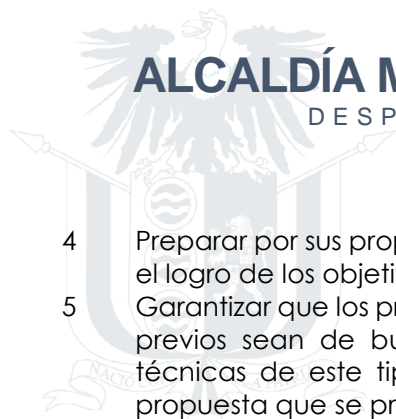 ALCALDÍA M
DESP
4 Preparar por sus prop
el logro de los objeti
5 Garantizar que los pr
previos sean de bu
técnicas de este tip
propuesta que se pr